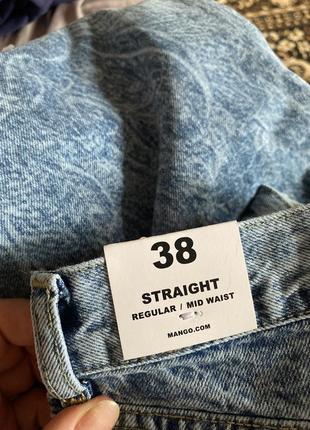 38
STRAIGHT
REGULAR / MID WAIST
MANGO.COM